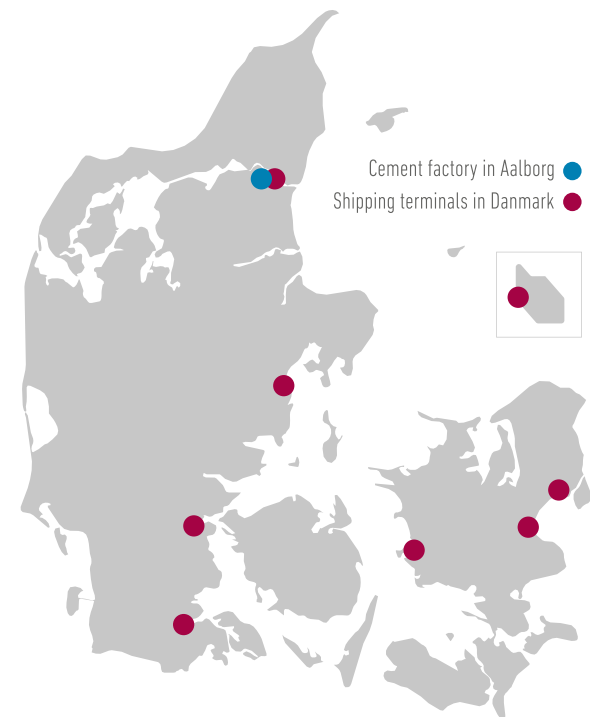 Cement factory in Aalborg
Shipping terminals in Danmark